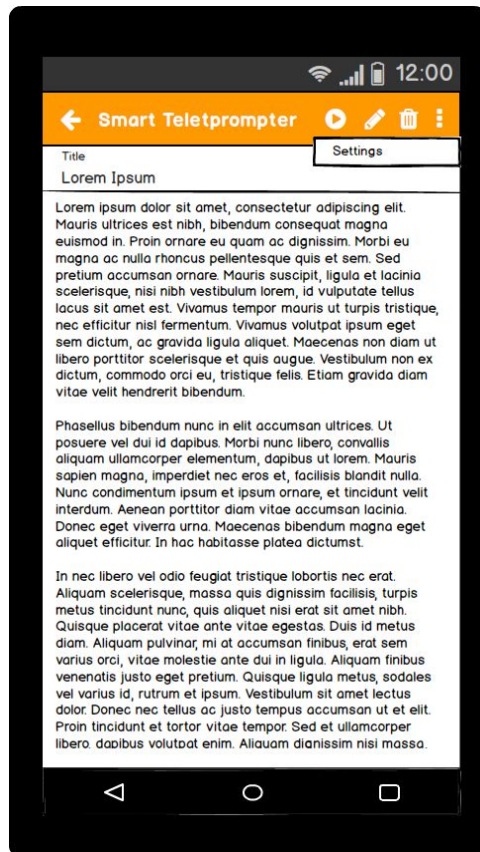 12:00
Smart Teletprompter
Settings
Title
Lorem Ipsum
Lorem ipsum dolor sit amet, consectetur adipiscing elit.
Mauris ultrices est nibh, bibendum consequat magna
euismod in. Proin ornare eu quam ac dignissim. Morbi eu
magna ac nulla rhoncus pellentesque quis et sem. Sed
pretium accumsan ornare. Mauris suscipit, ligula et lacinia
scelerisque, nisi nibh vestibulum lorem, id vulputate tellus
lacus sit amet est. Vivamus tempor mauris ut turpis tristique,
nec efficitur nisl fermentum. Vivamus volutpat ipsum eget
sem dictum, ac gravida ligula aliquet. Maecenas non diam ut
libero porttitor scelerisque et quis augue. Vestibulum non ex
dictum, commodo orci eu, tristique felis. Etiam gravida diam
vitae velit hendrerit bibendum.
Phasellus bibendum nunc in elit accumsan ultrices. Ut
posuere vel dui id dapibus. Morbi nunc libero, convallis
aliquam ullamcorper elementum, dapibus ut lorem. Mauris
sapien magna, imperdiet nec eros et, facilisis blandit nulla.
Nunc condimentum ipsum et ipsum ornare, et tincidunt velit
interdum. Aenean porttitor diam vitae accumsan lacinia.
Donec eget viverra urna. Maecenas bibendum magna eget
aliquet efficitur. In hac habitasse platea dictumst.
In nec libero vel odio feugiat tristique lobortis nec erat.
Aliquam scelerisque, massa quis dignissim facilisis, turpis
metus tincidunt nunc, quis aliquet nisi erat sit amet nibh.
Quisque placerat vitae ante vitae egestas. Duis id metus
diam. Aliquam pulvinar, mi at accumsan finibus, erat sem
varius orci, vitae molestie ante dui in ligula. Aliquam finibus
venenatis justo eget pretium. Quisque ligula metus, sodales
vel varius id, rutrum et ipsum. Vestibulum sit amet lectus
dolor. Donec nec tellus ac justo tempus accumsan ut et elit.
Proin tincidunt et tortor vitae tempor. Sed et ullamcorper
libero, dapibus volutpat enim. Aliquam dignissim nisi massa,